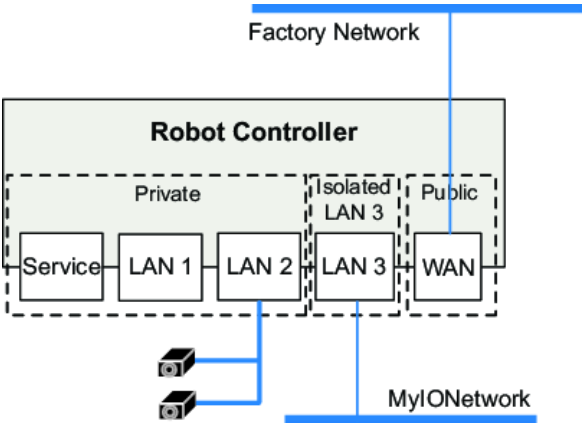 Factory Network
Robot Controller
Private
Isolated
LAN 3
Public
Service
LAN 1
LAN 2
LAN 3
WAN
MyIONetwork